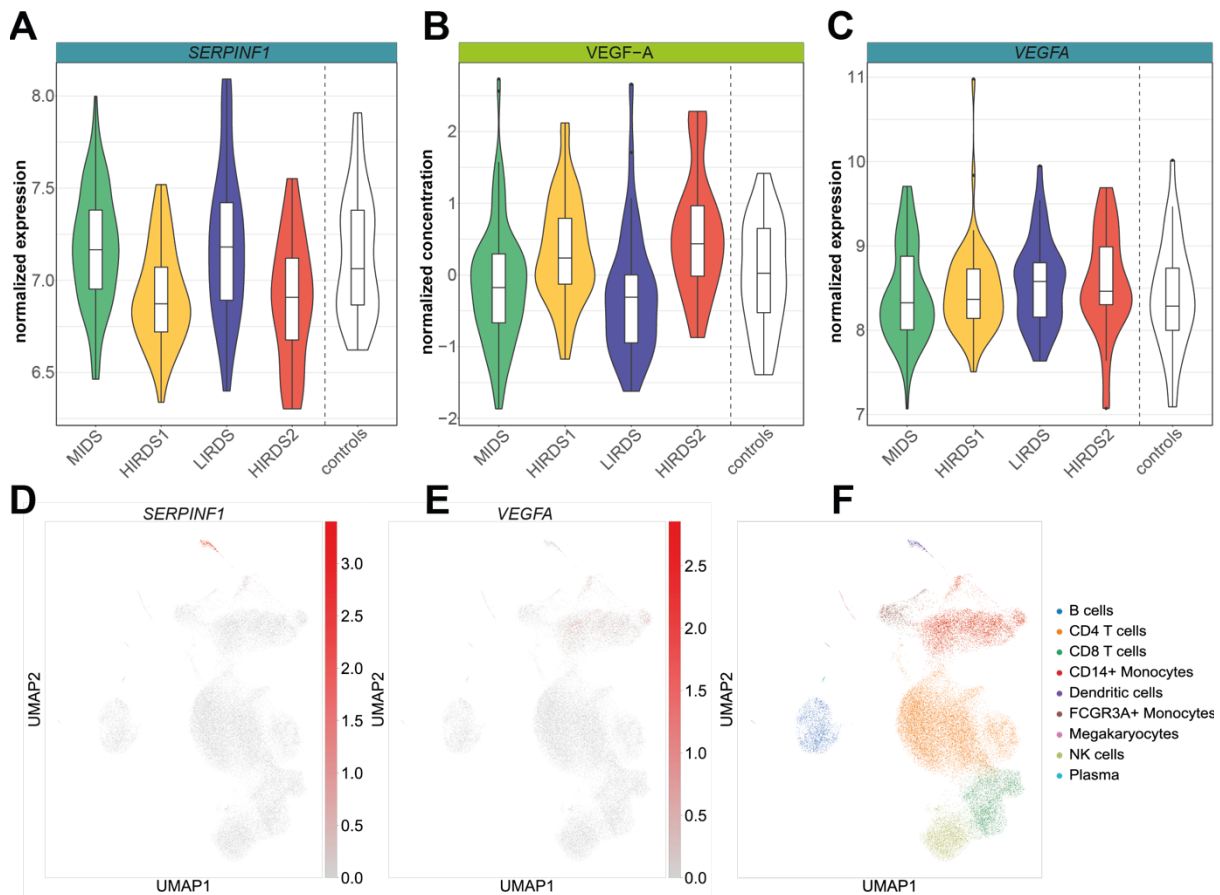 A
B
C
SERPINF1
VEGF−A
VEGFA
normalized expression
8.0
7.5
7.0
6.5
MIDS
HIRDS1
LIRDS
HIRDS2
controls
normalized concentration
2
1
0
−1
−2
MIDS
HIRDS1
LIRDS
HIRDS2
controls
normalized expression
11
10
9
8
7
MIDS
HIRDS1
LIRDS
HIRDS2
controls
D
E
F
SERPINF1
VEGFA
UMAP2
UMAP1
3.0
2.5
2.0
1.5
1.0
0.5
0.0
UMAP2
UMAP1
2.5
2.0
1.5
1.0
0.5
0.0
UMAP2
UMAP1
B cells
CD4 T cells
CD8 T cells
CD14+ Monocytes
Dendritic cells
FCGR3A+ Monocytes
Megakaryocytes
NK cells
Plasma